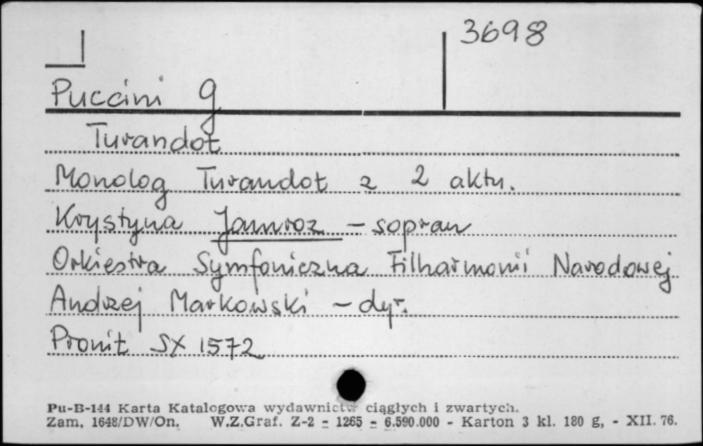 3698
Puccini G
Turandot
Monolog Turandot z 2 aktu.
Krystyna Jamroz - sopran
Orkiestra Symfoniczna Filharmonii Narodowej
Andrzej Markowski - dyr.
Pronit SX 1572
Pu-B-144 Karta Katalogowa wydawnictw ciągłych i zwartych.
Zam. 1648/DW/On. W.Z.Graf. Z-2 - 1265 - 6.590.000 - Karton 3 kl. 180 g, - XII. 76.